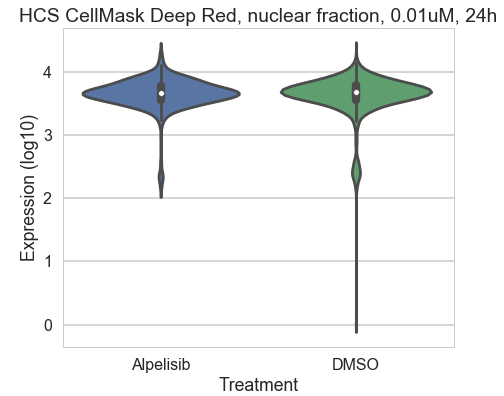 HCS CellMask Deep Red, nuclear fraction, 0.01uM, 24h
Expression (log10)
4
3
2
1
0
Alpelisib DMSO
Treatment